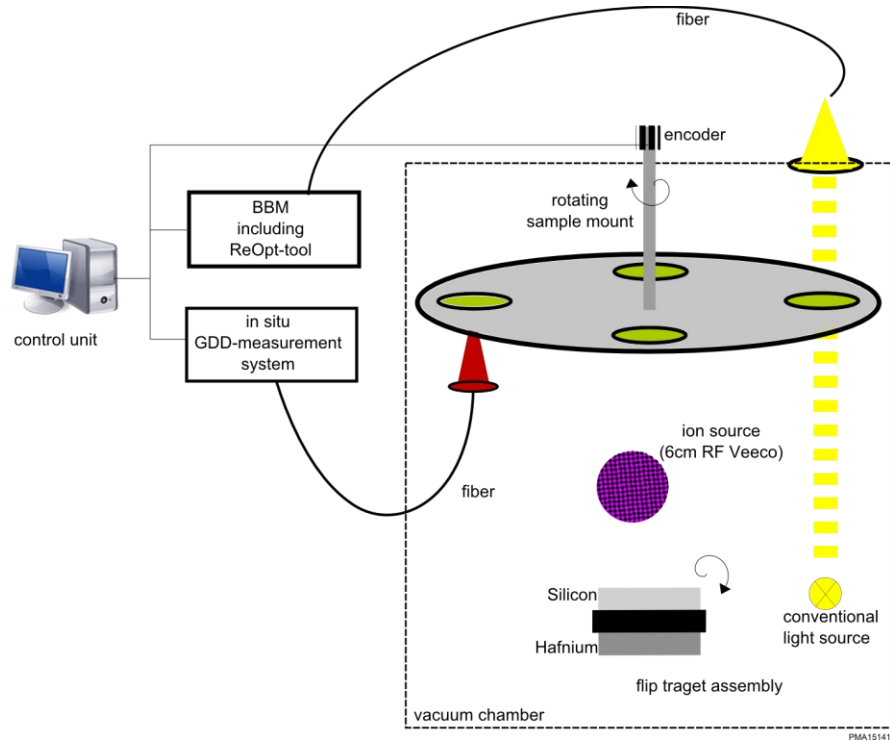 fiber
encoder
BBM
including
ReOpt-tool
rotating
sample mount
control unit
in situ
GDD-measurement
system
ion source
(6cm RF Veeco)
fiber
Silicon
Hafnium
conventional
light source
flip traget assembly
vacuum chamber
PMA15141